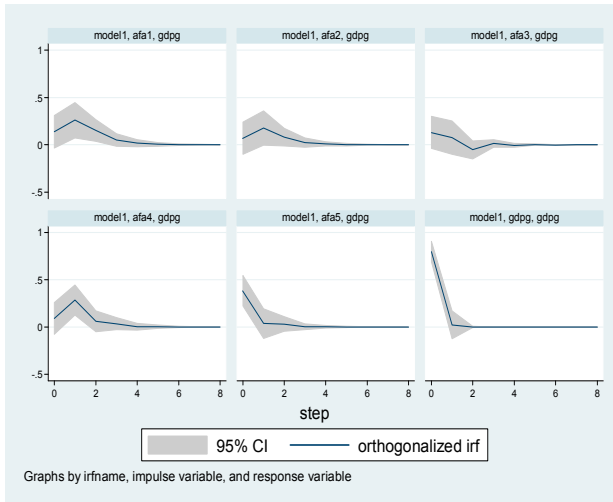 model1, afa1, gdpg
model1, afa2, gdpg
model1, afa3, gdpg
1
.5
0
-.5
model1, afa4, gdpg
model1, afa5, gdpg
model1, gdpg, gdpg
1
.5
0
-.5
0 2 4 6 8
0 2 4 6 8
0 2 4 6 8
step
95% CI
orthogonalized irf
Graphs by irfname, impulse variable, and response variable